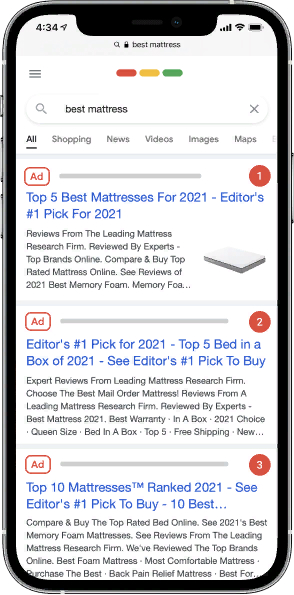 4:34
best mattress
best mattress
All Shopping News Videos Images Maps
Ad 1
Top 5 Best Mattresses For 2021 - Editor's
#1 Pick For 2021
Reviews From The Leading Mattress
Research Firm. Reviewed By Experts -
Top Brands Online. Compare & Buy Top
Rated Mattress Online. See Reviews of
2021 Best Memory Foam. Memory Foa...
Ad 2
Editor's #1 Pick for 2021 - Top 5 Bed in a
Box of 2021 - See Editor's #1 Pick To Buy
Expert Reviews From Leading Mattress Research Firm.
Choose The Best Mail Order Mattress! Reviews From A
Leading Mattress Research Firm. Reviewed By Experts -
Best Mattress 2021. Best Warranty · In A Box · 2021 Choice
· Queen Size · Bed In A Box · Top 5 · Free Shipping · New...
Ad 3
Top 10 Mattresses™ Ranked 2021 - See
Editor's #1 Pick To Buy - 10 Best...
Compare & Buy The Top Rated Bed Online. See 2021's Best
Memory Foam Mattresses. See Reviews From The Leading
Mattress Research Firm. We've Reviewed The Top Brands
Online. Best Foam Mattress · Most Comfortable Mattress ·
Purchase The Best · Back Pain Relief Mattress · Best For...